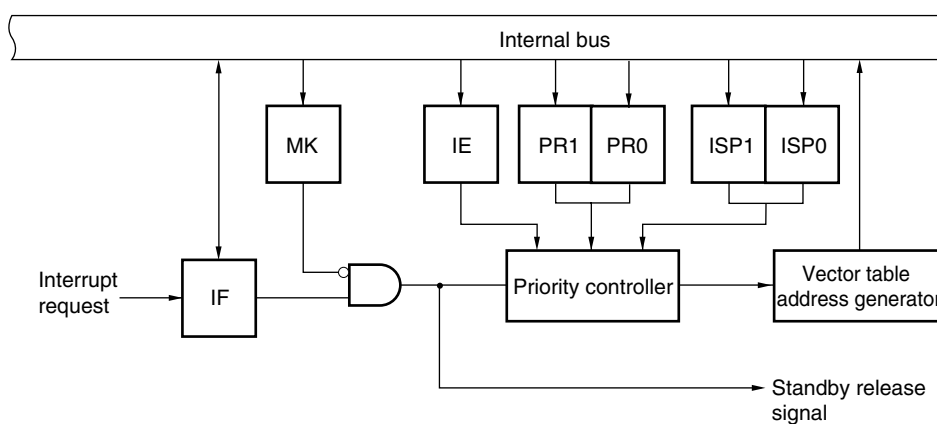 Internal bus
MK
IE
PR1
PR0
ISP1
ISP0
Interrupt
request
IF
Priority controller
Vector table
address generator
Standby release
signal